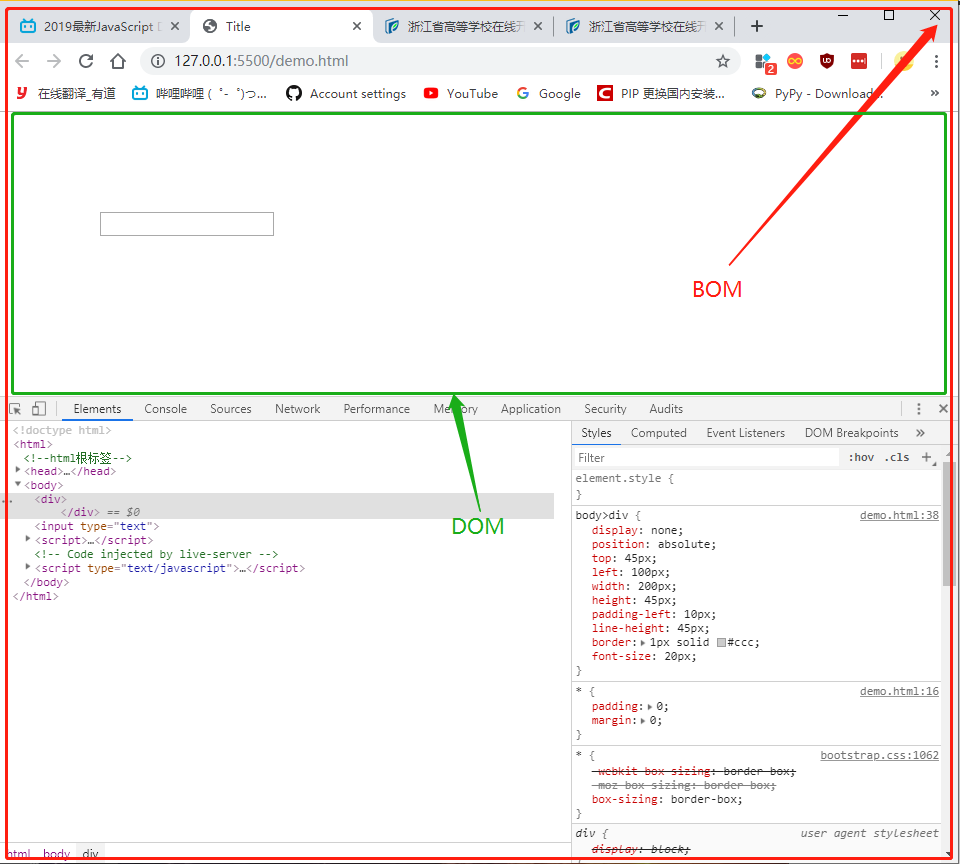 2019最新JavaScript D
Title
浙江省高等学校在线开
浙江省高等学校在线开
127.0.0.1:5500/demo.html
2
在线翻译_有道
哔哩哔哩 ( ゜- ゜)つ...
Account settings
YouTube
Google
PIP 更换国内安装...
PyPy - Download...
»
BOM
Elements Console Sources Network Performance Memory Application Security Audits
<!doctype html>
<html>
<!--html根标签-->
<head>…</head>
<body>
<div>
</div> == $0
<input type="text">
<script>…</script>
<!-- Code injected by live-server -->
<script type="text/javascript">…</script>
</body>
</html>
DOM
html body div
Styles Computed Event Listeners DOM Breakpoints »
Filter :hov .cls +
element.style {
}
body>div { demo.html:38
display: none;
position: absolute;
top: 45px;
left: 100px;
width: 200px;
height: 45px;
padding-left: 10px;
line-height: 45px;
border: 1px solid #ccc;
font-size: 20px;
}
* { demo.html:16
padding: 0;
margin: 0;
}
* { bootstrap.css:1062
-webkit-box-sizing: border-box;
-moz-box-sizing: border-box;
box-sizing: border-box;
}
div { user agent stylesheet
display: block;